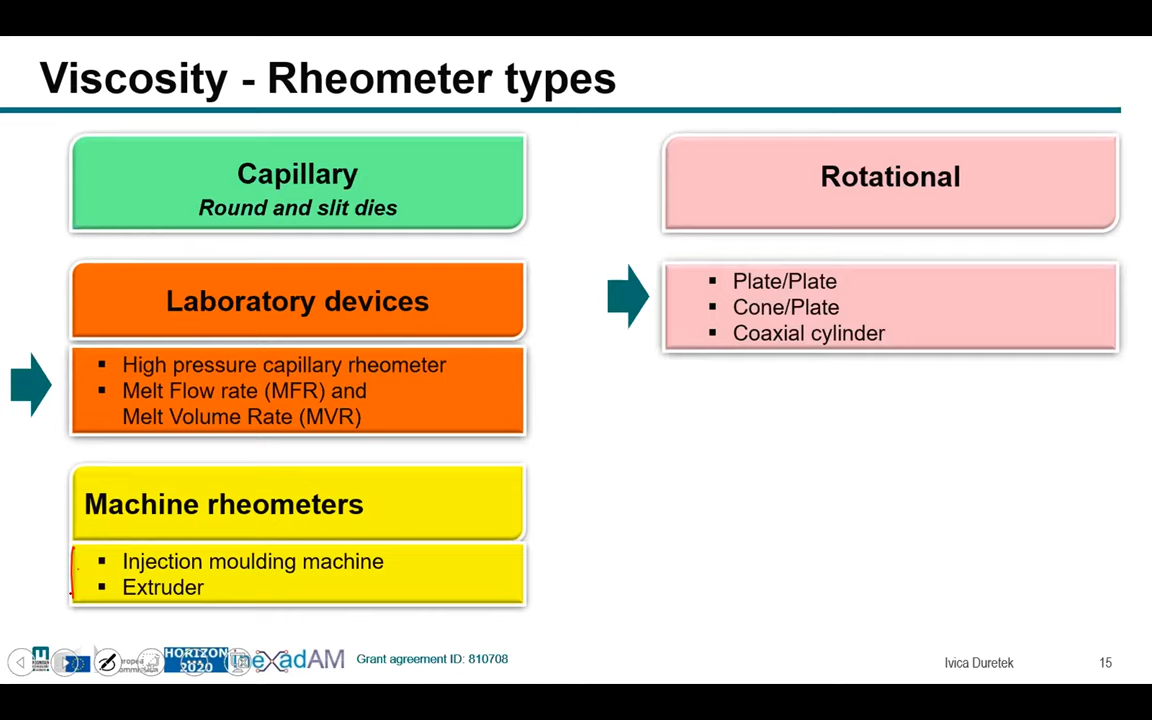 Viscosity - Rheometer types
Capillary
Round and slit dies
Laboratory devices
▪ High pressure capillary rheometer
▪ Melt Flow rate (MFR) and
Melt Volume Rate (MVR)
Machine rheometers
▪ Injection moulding machine
▪ Extruder
Rotational
▪ Plate/Plate
▪ Cone/Plate
▪ Coaxial cylinder
HORIZON
2020
exadAM
Grant agreement ID: 810708
Ivica Duretek
15